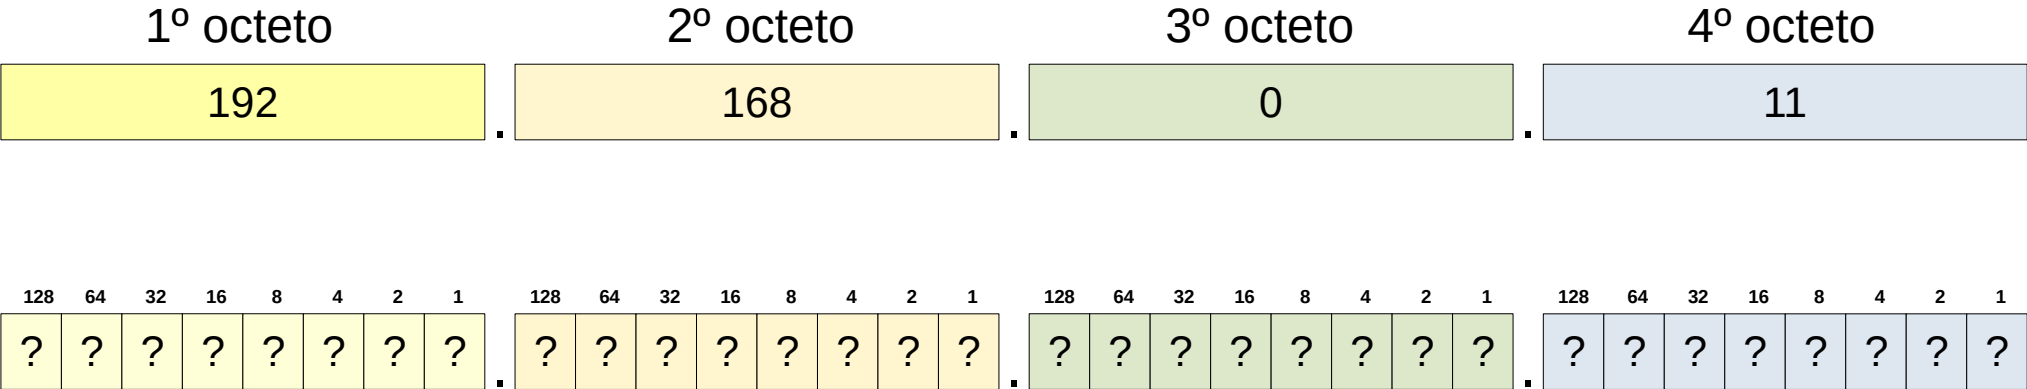 1º octeto 2º octeto 3º octeto 4º octeto
192 . 168 . 0 . 11
128 64 32 16 8 4 2 1 128 64 32 16 8 4 2 1 128 64 32 16 8 4 2 1 128 64 32 16 8 4 2 1
? ? ? ? ? ? ? ? . ? ? ? ? ? ? ? ? . ? ? ? ? ? ? ? ? . ? ? ? ? ? ? ? ?